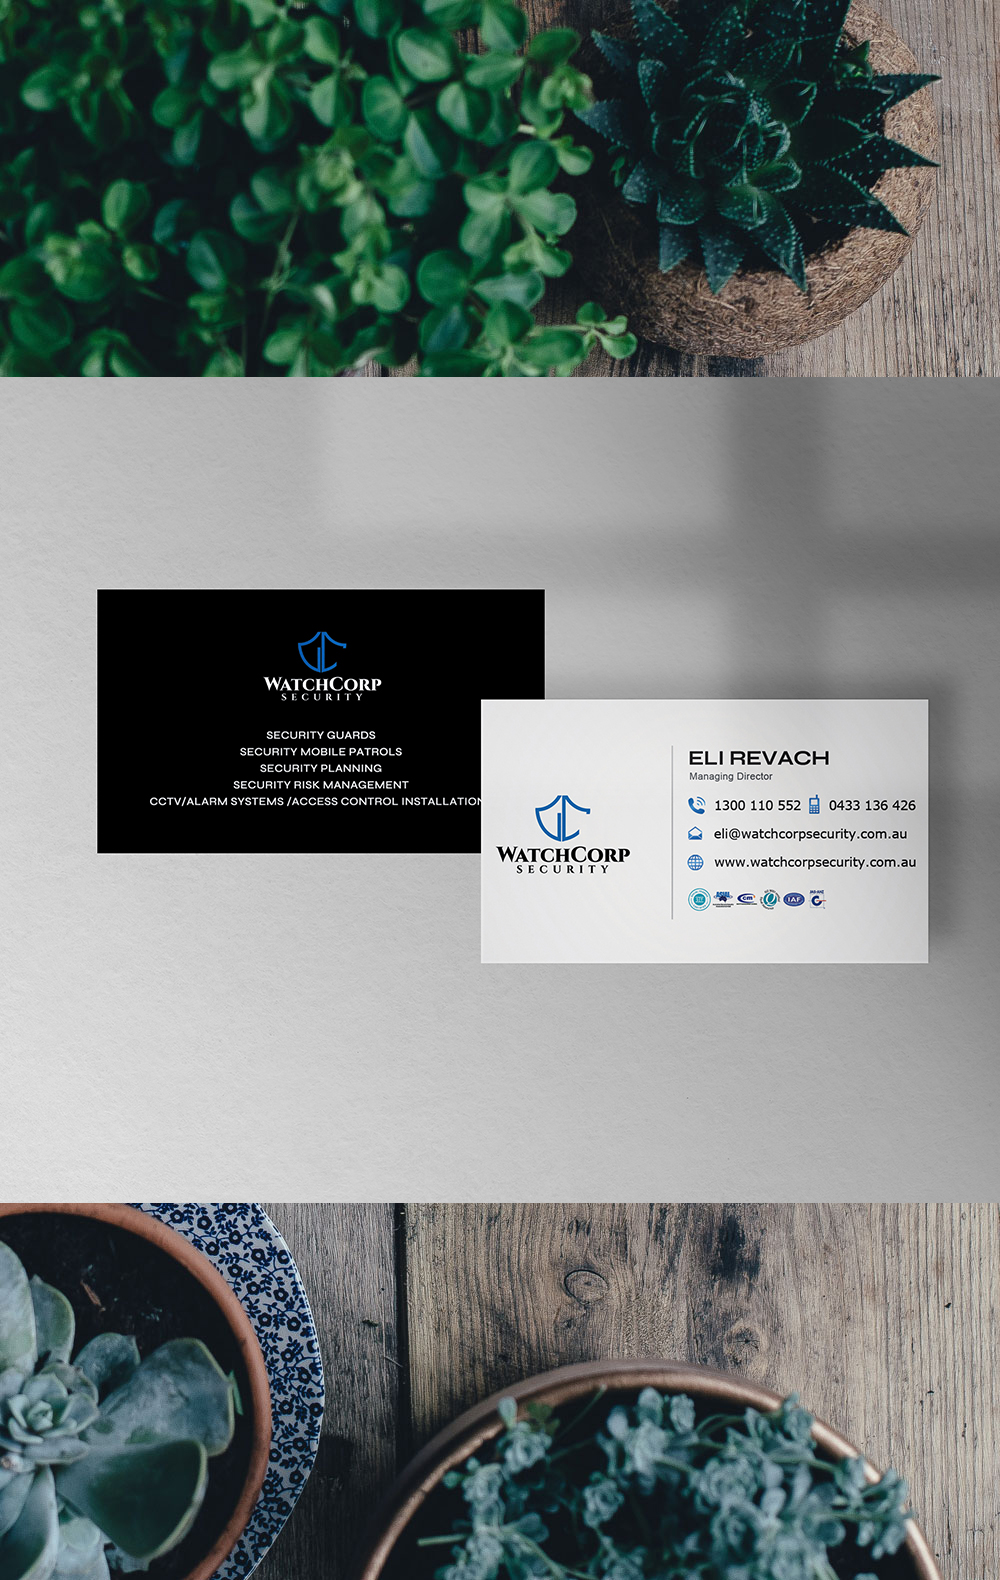 WATCHCORP
SECURITY
SECURITY GUARDS
SECURITY MOBILE PATROLS
SECURITY PLANNING
SECURITY RISK MANAGEMENT
CCTV/ALARM SYSTEMS /ACCESS CONTROL INSTALLATION
WATCHCORP
SECURITY
ELI REVACH
Managing Director
1300 110 552 0433 136 426
eli@watchcorpsecurity.com.au
www.watchcorpsecurity.com.au
IAF